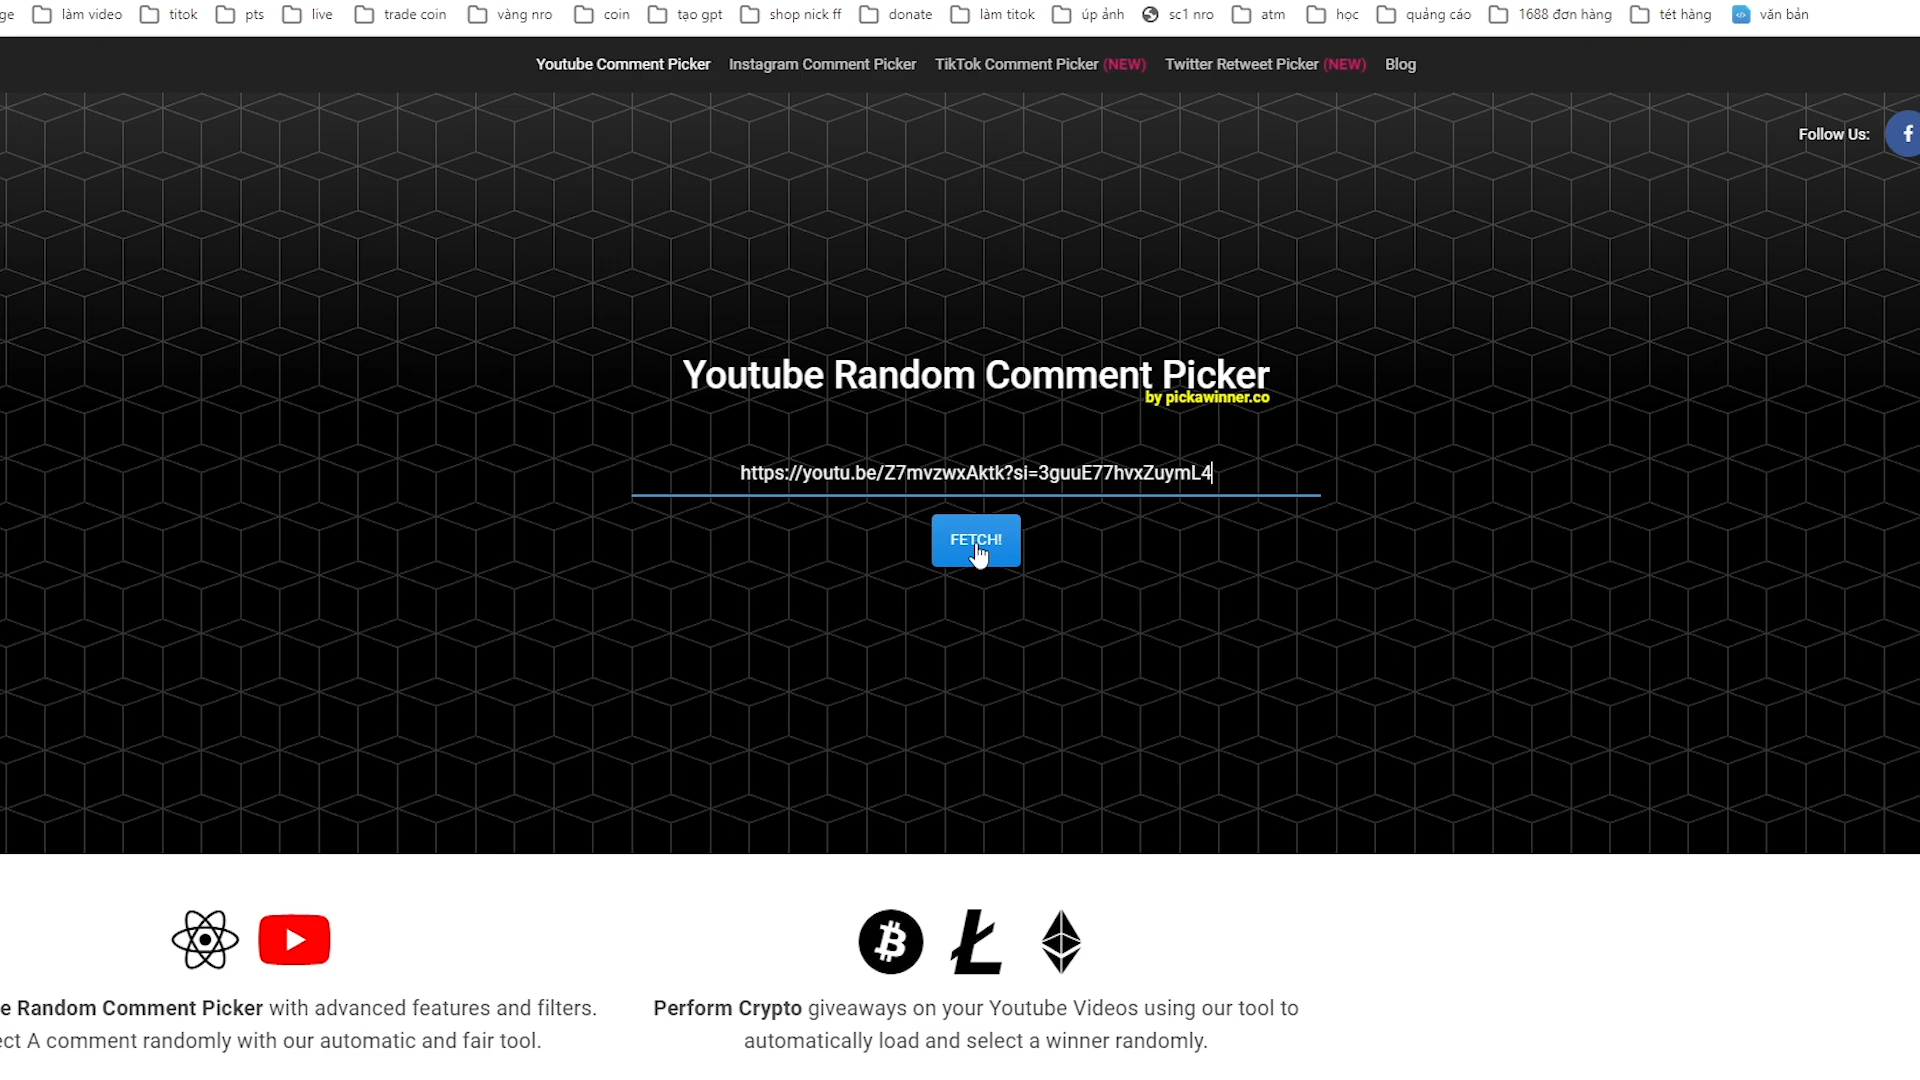 ge làm video titok pts live trade coin vàng nro coin tạo gpt shop nick ff donate làm titok úp ảnh sc1 nro atm học quảng cáo 1688 đơn hàng tét hàng văn bản
Youtube Comment Picker Instagram Comment Picker TikTok Comment Picker (NEW) Twitter Retweet Picker (NEW) Blog
Follow Us:
Youtube Random Comment Picker
by pickawinner.co
https://youtu.be/Z7mvzwxAktk?si=3guuE77hvxZuymL4
FETCH!
e Random Comment Picker with advanced features and filters.
ect A comment randomly with our automatic and fair tool.
Perform Crypto giveaways on your Youtube Videos using our tool to
automatically load and select a winner randomly.